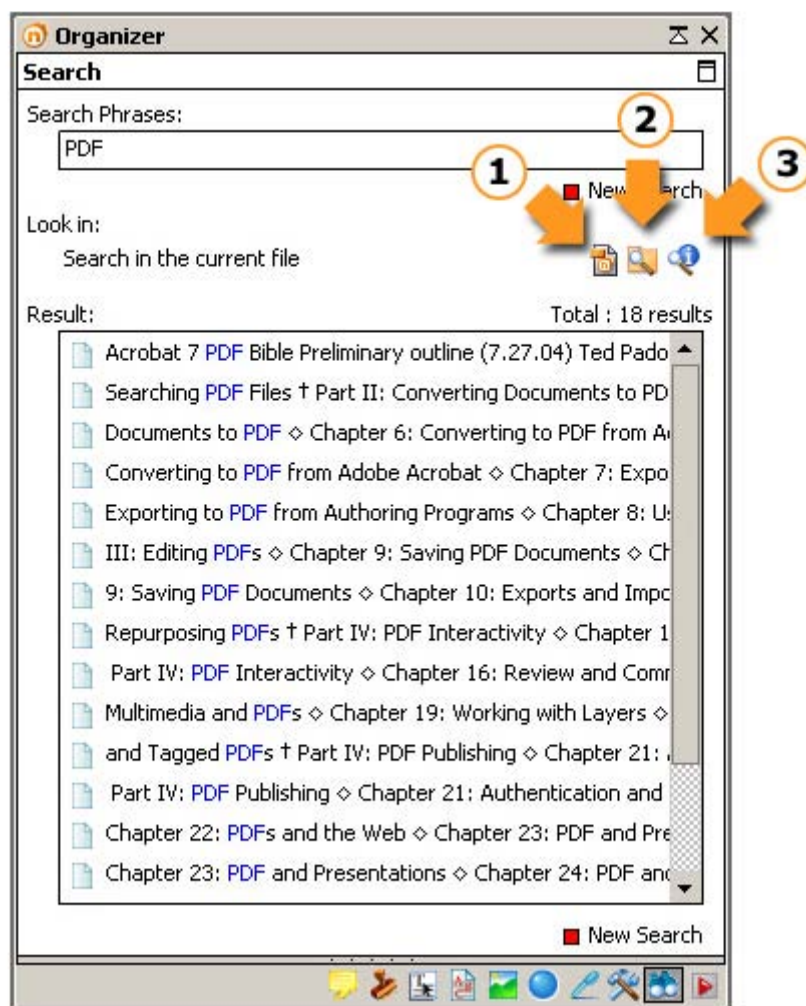 Organizer
Search
Search Phrases:
PDF
1
2
3
New Search
Look in:
Search in the current file
Result: Total : 18 results
Acrobat 7 PDF Bible Preliminary outline (7.27.04) Ted Pado
Searching PDF Files † Part II: Converting Documents to PD
Documents to PDF ◇ Chapter 6: Converting to PDF from A
Converting to PDF from Adobe Acrobat ◇ Chapter 7: Expo
Exporting to PDF from Authoring Programs ◇ Chapter 8: U
III: Editing PDFs ◇ Chapter 9: Saving PDF Documents ◇ Ch
9: Saving PDF Documents ◇ Chapter 10: Exports and Impo
Repurposing PDFs † Part IV: PDF Interactivity ◇ Chapter 1
Part IV: PDF Interactivity ◇ Chapter 16: Review and Comm
Multimedia and PDFs ◇ Chapter 19: Working with Layers ◇
and Tagged PDFs † Part IV: PDF Publishing ◇ Chapter 21:
Part IV: PDF Publishing ◇ Chapter 21: Authentication and
Chapter 22: PDFs and the Web ◇ Chapter 23: PDF and Pre
Chapter 23: PDF and Presentations ◇ Chapter 24: PDF and
New Search